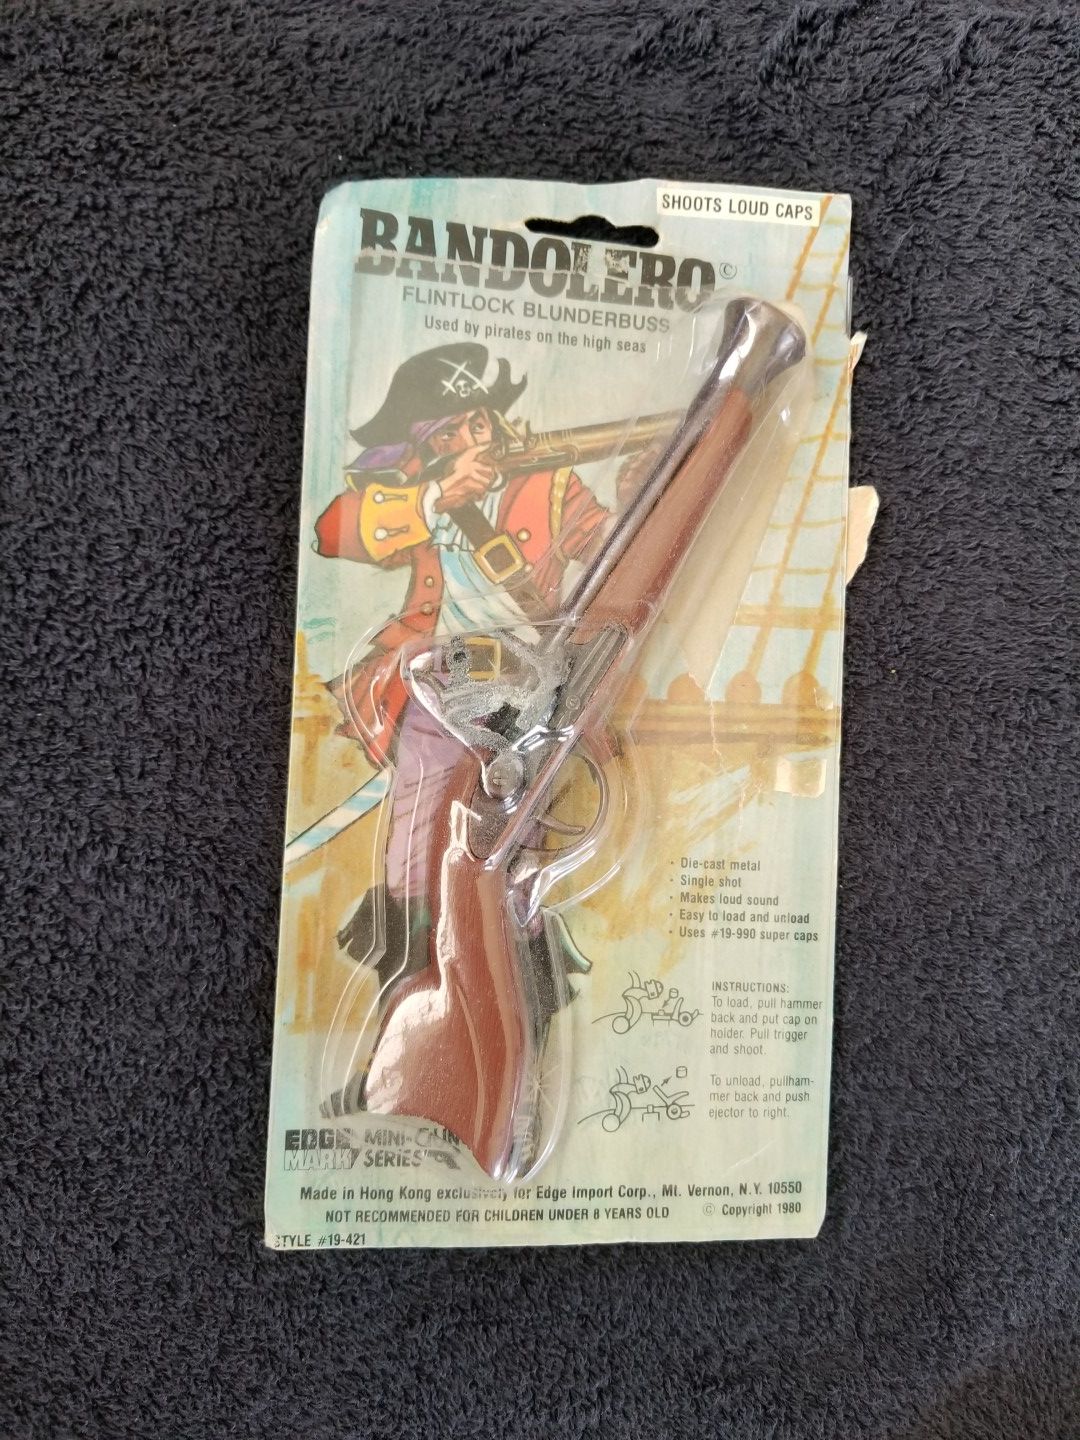 SHOOTS LOUD CAPS
BANDOLERO©
FLINTLOCK BLUNDERBUSS
Used by pirates on the high seas
• Die-cast metal
• Single shot
• Makes loud sound
• Easy to load and unload
• Uses #19-990 super caps
INSTRUCTIONS:
To load, pull hammer
back and put cap on
holder. Pull trigger
and shoot.
To unload, pullham-
mer back and push
ejector to right.
EDGE MINI-GUN
MARK SERIES
Made in Hong Kong exclusively for Edge Import Corp., Mt. Vernon, N.Y. 10550
NOT RECOMMENDED FOR CHILDREN UNDER 8 YEARS OLD © Copyright 1980
STYLE #19-421